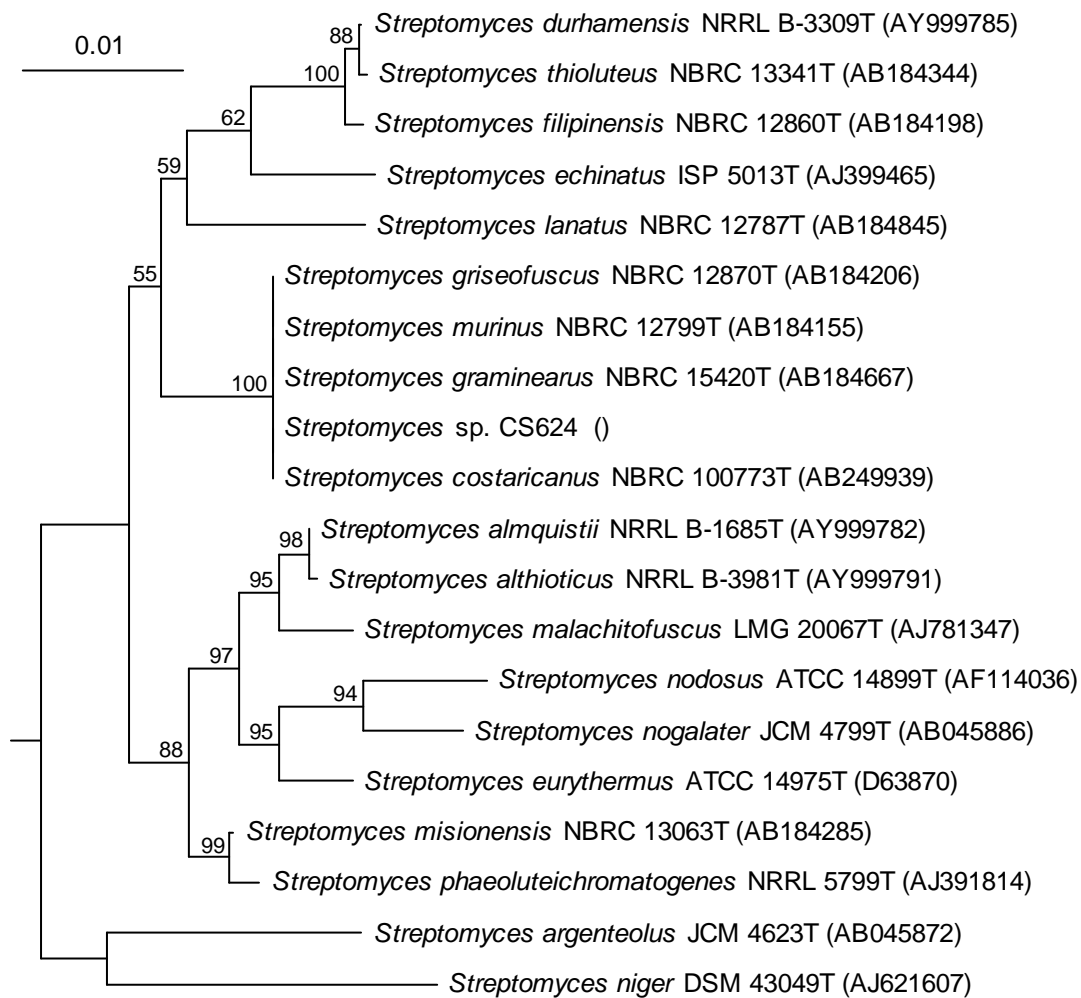 0.01
88
Streptomyces durhamensis NRRL B-3309T (AY999785)
Streptomyces thioluteus NBRC 13341T (AB184344)
100
Streptomyces filipinensis NBRC 12860T (AB184198)
62
Streptomyces echinatus ISP 5013T (AJ399465)
59
Streptomyces lanatus NBRC 12787T (AB184845)
55
Streptomyces griseofuscus NBRC 12870T (AB184206)
Streptomyces murinus NBRC 12799T (AB184155)
100
Streptomyces graminearus NBRC 15420T (AB184667)
Streptomyces sp. CS624 ()
Streptomyces costaricanus NBRC 100773T (AB249939)
98
Streptomyces almquistii NRRL B-1685T (AY999782)
95
Streptomyces althioticus NRRL B-3981T (AY999791)
Streptomyces malachitofuscus LMG 20067T (AJ781347)
97
Streptomyces nodosus ATCC 14899T (AF114036)
94
95
Streptomyces nogalater JCM 4799T (AB045886)
88
Streptomyces eurythermus ATCC 14975T (D63870)
Streptomyces misionensis NBRC 13063T (AB184285)
99
Streptomyces phaeoluteichromatogenes NRRL 5799T (AJ391814)
Streptomyces argenteolus JCM 4623T (AB045872)
Streptomyces niger DSM 43049T (AJ621607)